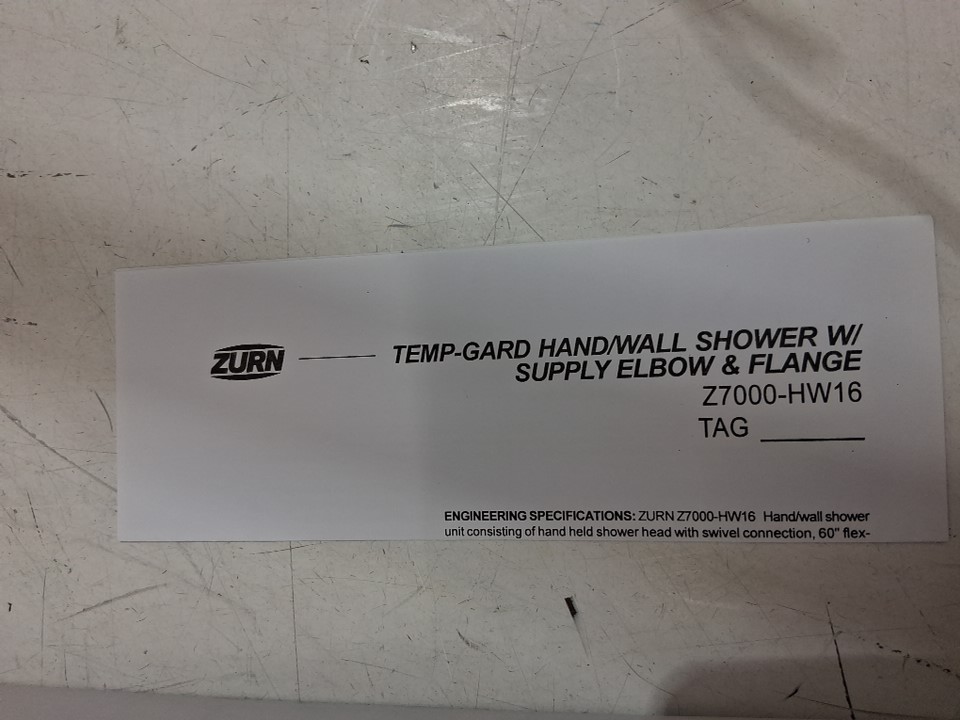 ZURN
TEMP-GARD HAND/WALL SHOWER W/
SUPPLY ELBOW & FLANGE
Z7000-HW16
TAG
ENGINEERING SPECIFICATIONS: ZURN Z7000-HW16 Hand/wall shower
unit consisting of hand held shower head with swivel connection, 60" flex-